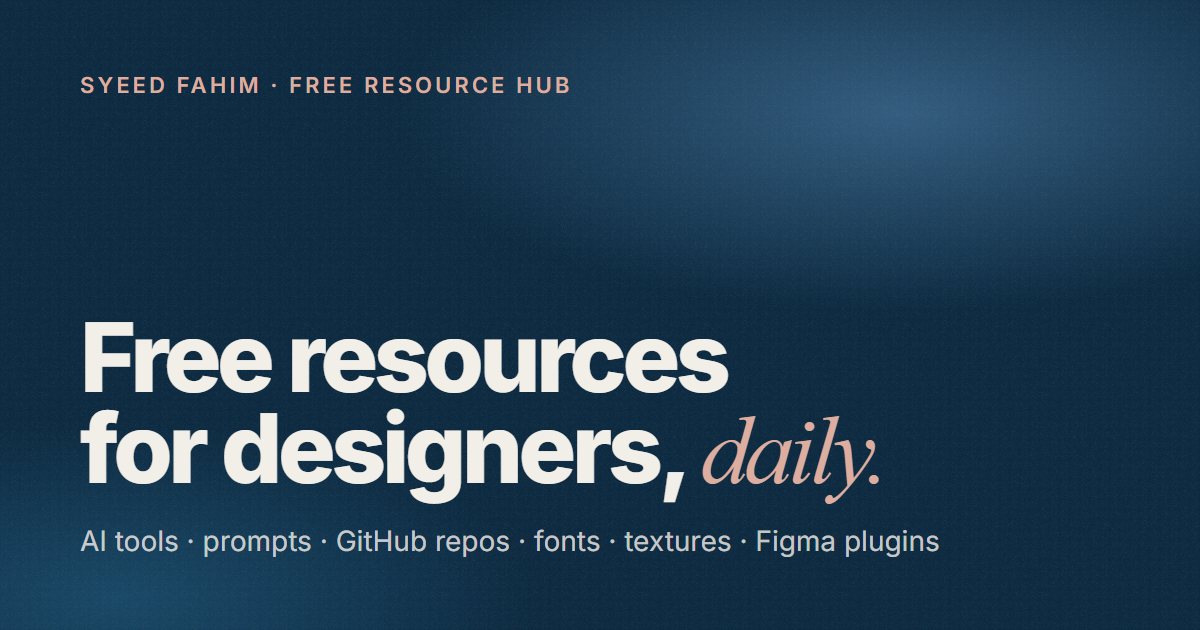 SYEED FAHIM · FREE RESOURCE HUB
Free resources
for designers, daily.
AI tools · prompts · GitHub repos · fonts · textures · Figma plugins